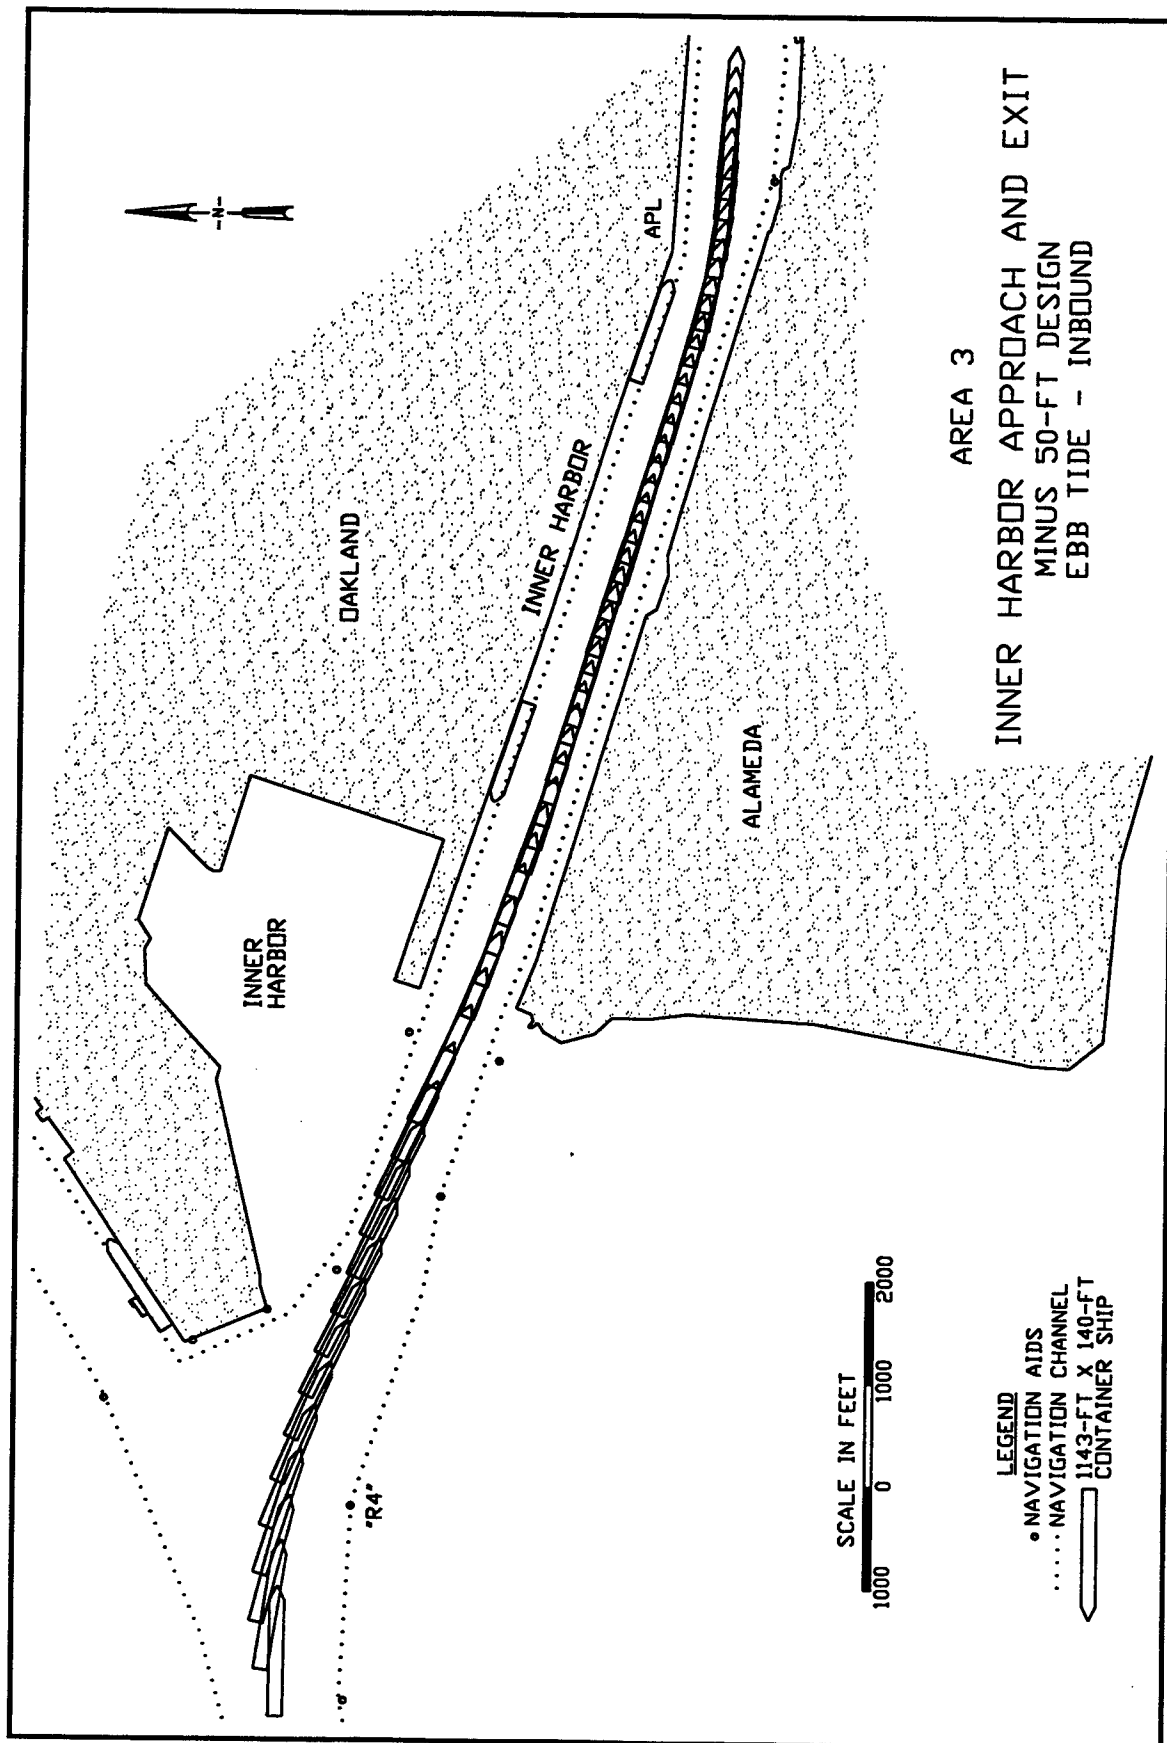 -N-
APL
OAKLAND
INNER HARBOR
INNER
HARBOR
ALAMEDA
"R4"
AREA 3
INNER HARBOR APPROACH AND EXIT
MINUS 50-FT DESIGN
EBB TIDE - INBOUND
SCALE IN FEET
1000 0 1000 2000
LEGEND
NAVIGATION AIDS
NAVIGATION CHANNEL
1143-FT X 140-FT
CONTAINER SHIP